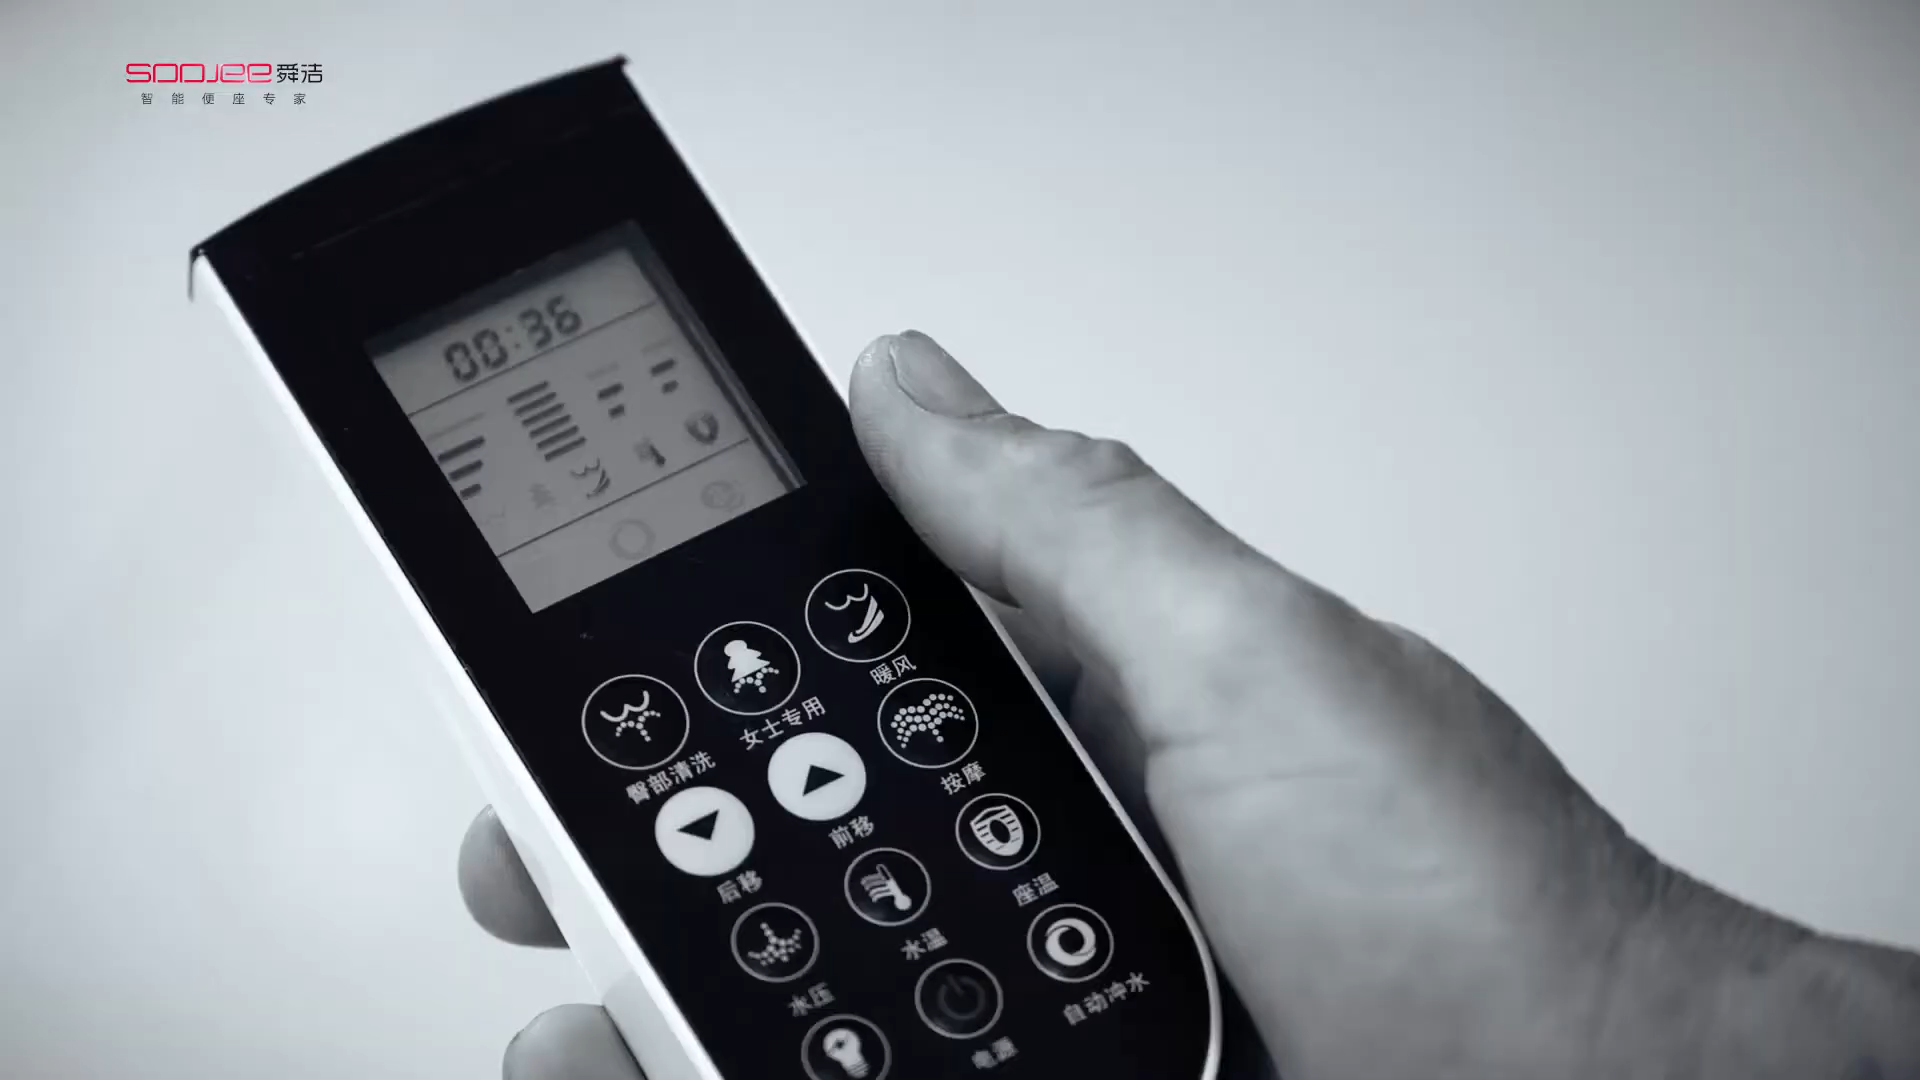 SOOJEE舜洁
智能便座专家
00:36
暖风
女士专用
臀部清洗
按摩
前移
后移
座温
水温
水压
自动冲水
电源